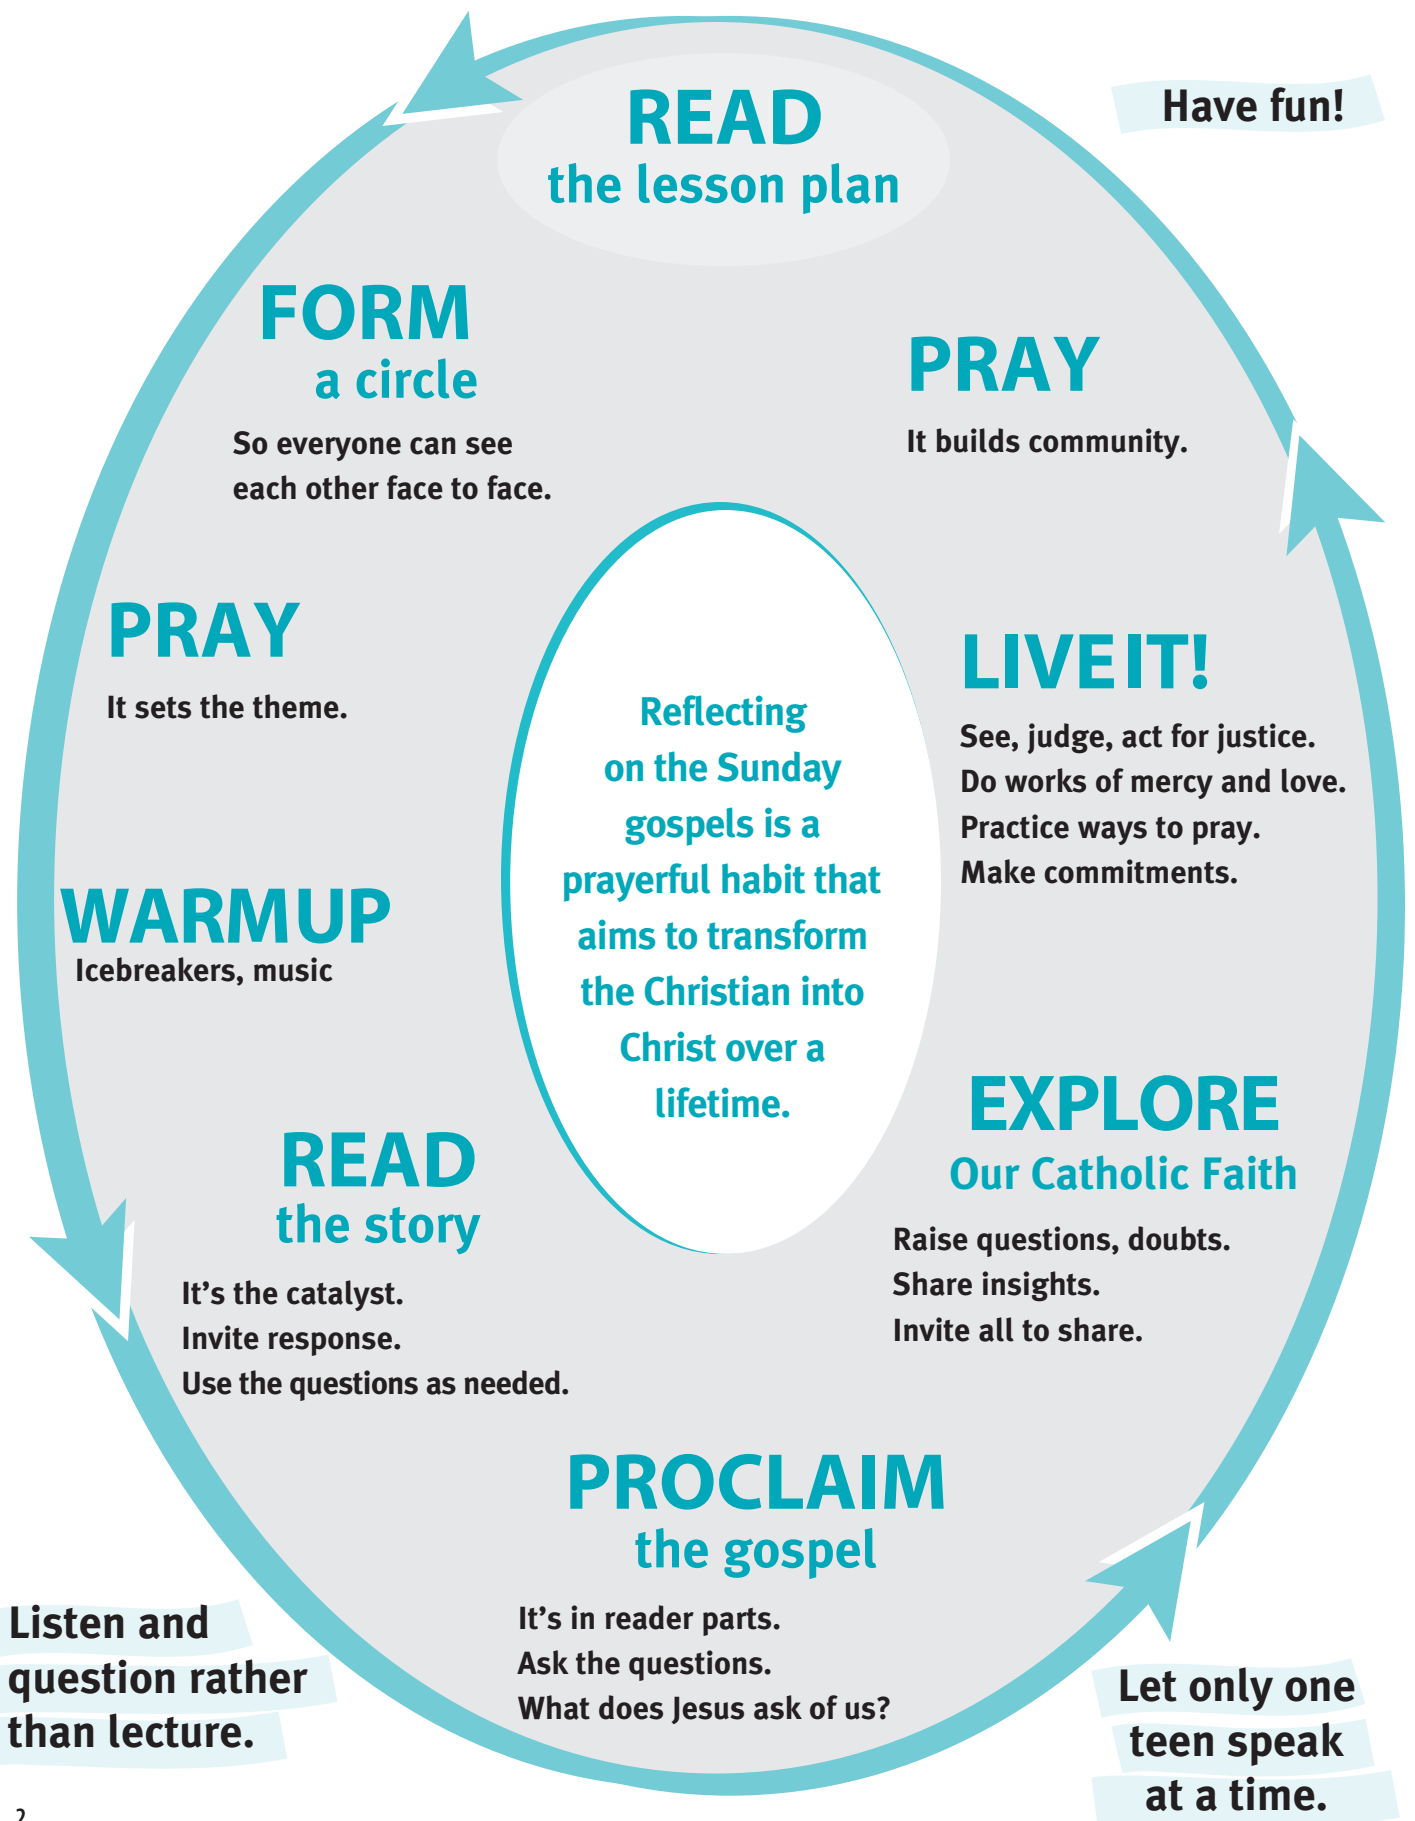 READ
the lesson plan
Have fun!
FORM
a circle
So everyone can see
each other face to face.
PRAY
It sets the theme.
WARMUP
Icebreakers, music
READ
the story
It's the catalyst.
Invite response.
Use the questions as needed.
PROCLAIM
the gospel
It's in reader parts.
Ask the questions.
What does Jesus ask of us?
EXPLORE
Our Catholic Faith
Raise questions, doubts.
Share insights.
Invite all to share.
LIVE IT!
See, judge, act for justice.
Do works of mercy and love.
Practice ways to pray.
Make commitments.
PRAY
It builds community.
Reflecting
on the Sunday
gospels is a
prayerful habit that
aims to transform
the Christian into
Christ over a
lifetime.
Listen and
question rather
than lecture.
Let only one
teen speak
at a time.
2